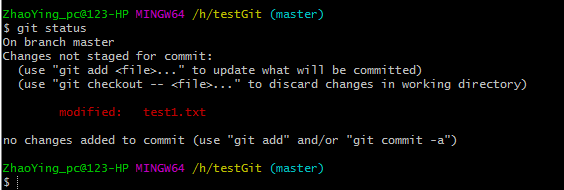 ZhaoYing_pc@123-HP MINGW64 /h/testGit (master)
$ git status
On branch master
Changes not staged for commit:
  (use "git add <file>..." to update what will be committed)
  (use "git checkout -- <file>..." to discard changes in working directory)

        modified:   test1.txt

no changes added to commit (use "git add" and/or "git commit -a")

ZhaoYing_pc@123-HP MINGW64 /h/testGit (master)
$